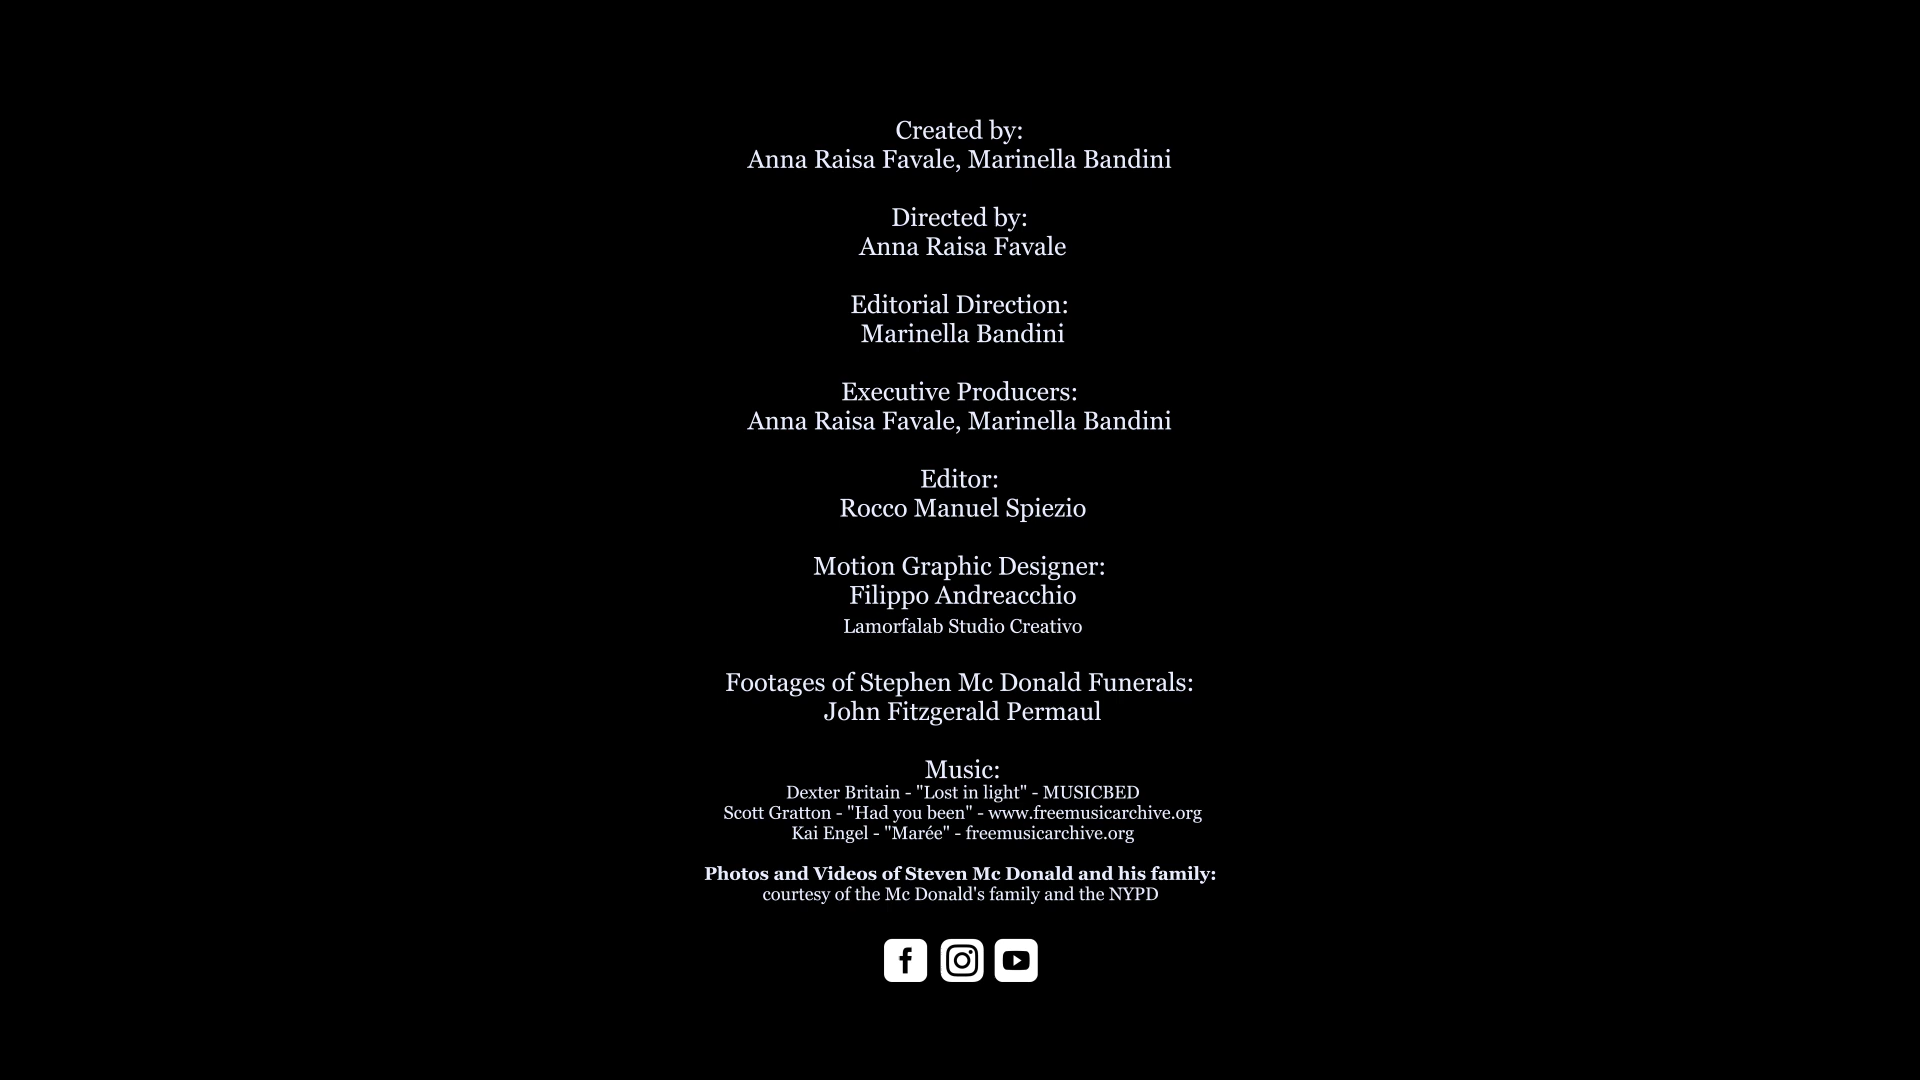 Created by:
Anna Raisa Favale, Marinella Bandini
Directed by:
Anna Raisa Favale
Editorial Direction:
Marinella Bandini
Executive Producers:
Anna Raisa Favale, Marinella Bandini
Editor:
Rocco Manuel Spiezio
Motion Graphic Designer:
Filippo Andreacchio
Lamorfalab Studio Creativo
Footages of Stephen Mc Donald Funerals:
John Fitzgerald Permaul
Music:
Dexter Britain - "Lost in light" - MUSICBED
Scott Gratton - "Had you been" - www.freemusicarchive.org
Kai Engel - "Marée" - freemusicarchive.org
Photos and Videos of Steven Mc Donald and his family:
courtesy of the Mc Donald's family and the NYPD